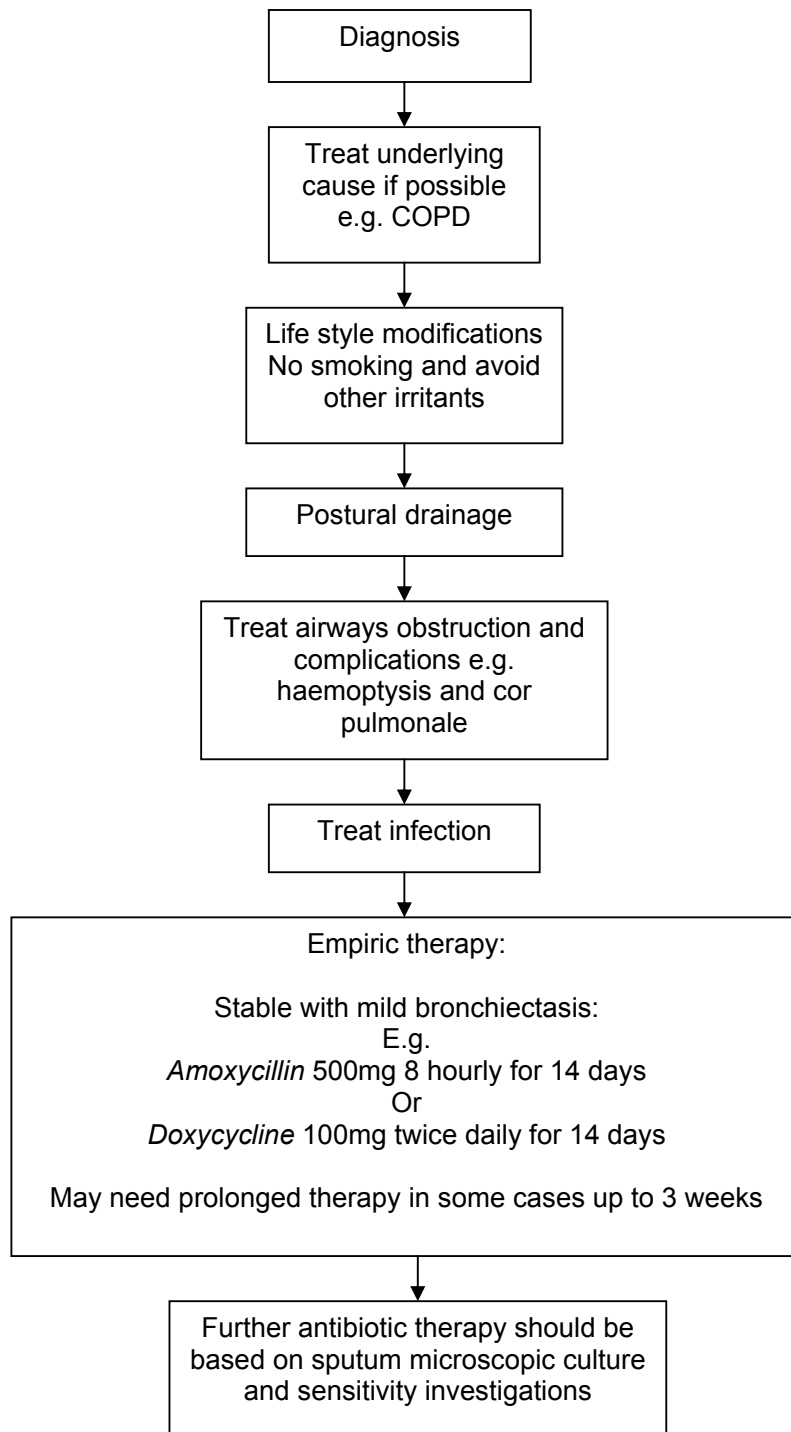 Diagnosis
Treat underlying
cause if possible
e.g. COPD
Life style modifications
No smoking and avoid
other irritants
Postural drainage
Treat airways obstruction and
complications e.g.
haemoptysis and cor
pulmonale
Treat infection
Empiric therapy:
Stable with mild bronchiectasis:
E.g.
Amoxycillin 500mg 8 hourly for 14 days
Or
Doxycycline 100mg twice daily for 14 days
May need prolonged therapy in some cases up to 3 weeks
Further antibiotic therapy should be
based on sputum microscopic culture
and sensitivity investigations